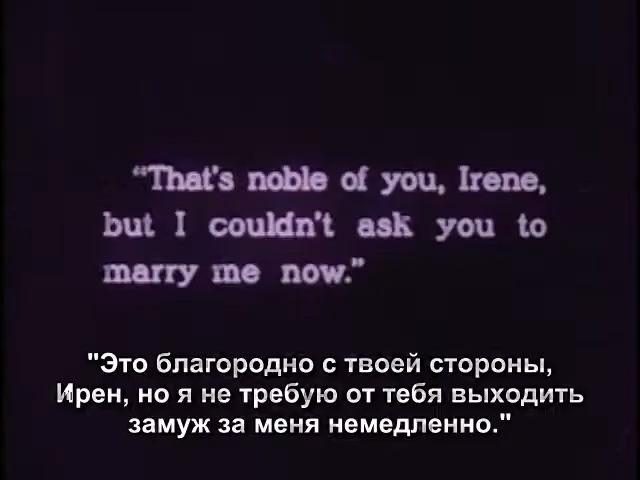 “That's noble of you, Irene,
but I couldn't ask you to
marry me now.”
"Это благородно с твоей стороны,
Ирен, но я не требую от тебя выходить
замуж за меня немедленно."